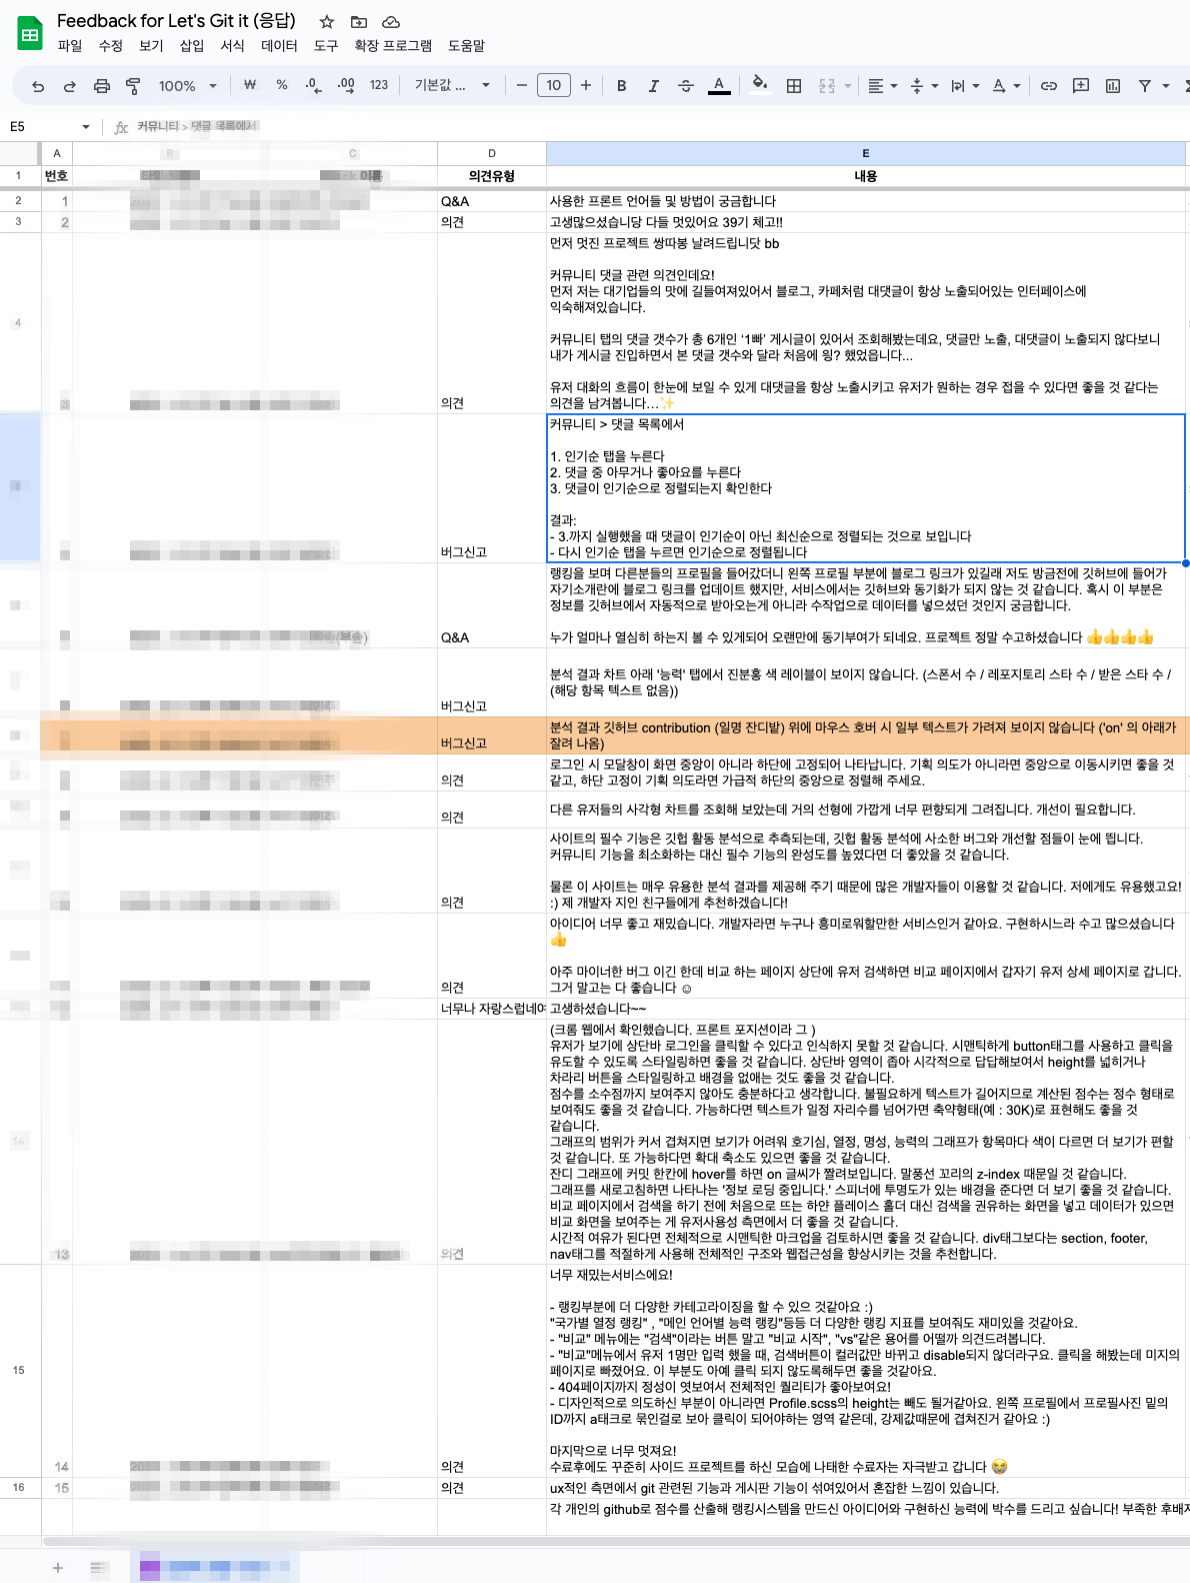 Feedback for Let's Git it (응답)
파일 수정 보기 삽입 서식 데이터 도구 확장 프로그램 도움말
100% ₩ % .0 .00 123 기본값 ... − 10 + B I A
E5 fx 커뮤니티 > 댓글 목록에서
A B C D E
1 번호 이름 의견유형 내용
2 1 Q&A 사용한 프론트 언어들 및 방법이 궁금합니다
3 2 의견 고생많으셨습니당 다들 멋있어요 39기 체고!!
먼저 멋진 프로젝트 쌍따봉 날려드립니닷 bb
커뮤니티 댓글 관련 의견인데요!
먼저 저는 대기업들의 맛에 길들여져있어서 블로그, 카페처럼 대댓글이 항상 노출되어있는 인터페이스에
익숙해져있습니다.
4
커뮤니티 탭의 댓글 갯수가 총 6개인 '1빠' 게시글이 있어서 조회해봤는데요, 댓글만 노출, 대댓글이 노출되지 않다보니
내가 게시글 진입하면서 본 댓글 갯수와 달라 처음에 읭? 했었읍니다...
유저 대화의 흐름이 한눈에 보일 수 있게 대댓글을 항상 노출시키고 유저가 원하는 경우 접을 수 있다면 좋을 것 같다는
3 의견 의견을 남겨봅니다...✨
커뮤니티 > 댓글 목록에서
1. 인기순 탭을 누른다
2. 댓글 중 아무거나 좋아요를 누른다
3. 댓글이 인기순으로 정렬되는지 확인한다
결과:
- 3.까지 실행했을 때 댓글이 인기순이 아닌 최신순으로 정렬되는 것으로 보입니다
버그신고 - 다시 인기순 탭을 누르면 인기순으로 정렬됩니다
랭킹을 보며 다른분들의 프로필을 들어갔더니 왼쪽 프로필 부분에 블로그 링크가 있길래 저도 방금전에 깃허브에 들어가
자기소개란에 블로그 링크를 업데이트 했지만, 서비스에서는 깃허브와 동기화가 되지 않는 것 같습니다. 혹시 이 부분은
정보를 깃허브에서 자동적으로 받아오는게 아니라 수작업으로 데이터를 넣으셨던 것인지 궁금합니다.
Q&A 누가 얼마나 열심히 하는지 볼 수 있게되어 오랜만에 동기부여가 되네요. 프로젝트 정말 수고하셨습니다 👍👍👍👍
분석 결과 차트 아래 '능력' 탭에서 진분홍 색 레이블이 보이지 않습니다. (스폰서 수 / 레포지토리 스타 수 / 받은 스타 수 /
(해당 항목 텍스트 없음))
버그신고
분석 결과 깃허브 contribution (일명 잔디밭) 위에 마우스 호버 시 일부 텍스트가 가려져 보이지 않습니다 ('on' 의 아래가
버그신고 잘려 나옴)
로그인 시 모달창이 화면 중앙이 아니라 하단에 고정되어 나타납니다. 기획 의도가 아니라면 중앙으로 이동시키면 좋을 것
의견 같고, 하단 고정이 기획 의도라면 가급적 하단의 중앙으로 정렬해 주세요.
다른 유저들의 사각형 차트를 조회해 보았는데 거의 선형에 가깝게 너무 편향되게 그려집니다. 개선이 필요합니다.
의견
사이트의 필수 기능은 깃헙 활동 분석으로 추측되는데, 깃헙 활동 분석에 사소한 버그와 개선할 점들이 눈에 띕니다.
커뮤니티 기능을 최소화하는 대신 필수 기능의 완성도를 높였다면 더 좋았을 것 같습니다.
물론 이 사이트는 매우 유용한 분석 결과를 제공해 주기 때문에 많은 개발자들이 이용할 것 같습니다. 저에게도 유용했고요!
의견 :) 제 개발자 지인 친구들에게 추천하겠습니다!
아이디어 너무 좋고 재밌습니다. 개발자라면 누구나 흥미로워할만한 서비스인거 같아요. 구현하시느라 수고 많으셨습니다
👍
아주 마이너한 버그 이긴 한데 비교 하는 페이지 상단에 유저 검색하면 비교 페이지에서 갑자기 유저 상세 페이지로 갑니다.
의견 그거 말고는 다 좋습니다 ☺
너무나 자랑스럽네여 고생하셨습니다~~
(크롬 웹에서 확인했습니다. 프론트 포지션이라 그 )
유저가 보기에 상단바 로그인을 클릭할 수 있다고 인식하지 못할 것 같습니다. 시맨틱하게 button태그를 사용하고 클릭을
유도할 수 있도록 스타일링하면 좋을 것 같습니다. 상단바 영역이 좁아 시각적으로 답답해보여서 height를 넓히거나
차라리 버튼을 스타일링하고 배경을 없애는 것도 좋을 것 같습니다.
점수를 소수점까지 보여주지 않아도 충분하다고 생각합니다. 불필요하게 텍스트가 길어지므로 계산된 점수는 정수 형태로
보여줘도 좋을 것 같습니다. 가능하다면 텍스트가 일정 자리수를 넘어가면 축약형태(예 : 30K)로 표현해도 좋을 것
같습니다.
14 그래프의 범위가 커서 겹쳐지면 보기가 어려워 호기심, 열정, 명성, 능력의 그래프가 항목마다 색이 다르면 더 보기가 편할
것 같습니다. 또 가능하다면 확대 축소도 있으면 좋을 것 같습니다.
잔디 그래프에 커밋 한칸에 hover를 하면 on 글씨가 짤려보입니다. 말풍선 꼬리의 z-index 때문일 것 같습니다.
그래프를 새로고침하면 나타나는 '정보 로딩 중입니다.' 스피너에 투명도가 있는 배경을 준다면 더 보기 좋을 것 같습니다.
비교 페이지에서 검색을 하기 전에 처음으로 뜨는 하얀 플레이스 홀더 대신 검색을 권유하는 화면을 넣고 데이터가 있으면
비교 화면을 보여주는 게 유저사용성 측면에서 더 좋을 것 같습니다.
시간적 여유가 된다면 전체적으로 시맨틱한 마크업을 검토하시면 좋을 것 같습니다. div태그보다는 section, footer,
13 의견 nav태그를 적절하게 사용해 전체적인 구조와 웹접근성을 향상시키는 것을 추천합니다.
너무 재밌는서비스에요!
- 랭킹부분에 더 다양한 카테고라이징을 할 수 있으 것같아요 :)
"국가별 열정 랭킹" , "메인 언어별 능력 랭킹"등등 더 다양한 랭킹 지표를 보여줘도 재미있을 것같아요.
- "비교" 메뉴에는 "검색"이라는 버튼 말고 "비교 시작", "vs"같은 용어를 어떨까 의견드려봅니다.
- "비교"메뉴에서 유저 1명만 입력 했을 때, 검색버튼이 컬러값만 바뀌고 disable되지 않더라구요. 클릭을 해봤는데 미지의
15 페이지로 빠졌어요. 이 부분도 아예 클릭 되지 않도록해두면 좋을 것같아요.
- 404페이지까지 정성이 엿보여서 전체적인 퀄리티가 좋아보여요!
- 디자인적으로 의도하신 부분이 아니라면 Profile.scss의 height는 빼도 될거같아요. 왼쪽 프로필에서 프로필사진 밑의
ID까지 a태크로 묶인걸로 보아 클릭이 되어야하는 영역 같은데, 강제값때문에 겹쳐진거 같아요 :)
마지막으로 너무 멋져요!
14 의견 수료후에도 꾸준히 사이드 프로젝트를 하신 모습에 나태한 수료자는 자극받고 갑니다 😭
16 15 의견 ux적인 측면에서 git 관련된 기능과 게시판 기능이 섞여있어서 혼잡한 느낌이 있습니다.
각 개인의 github로 점수를 산출해 랭킹시스템을 만드신 아이디어와 구현하신 능력에 박수를 드리고 싶습니다! 부족한 후배지